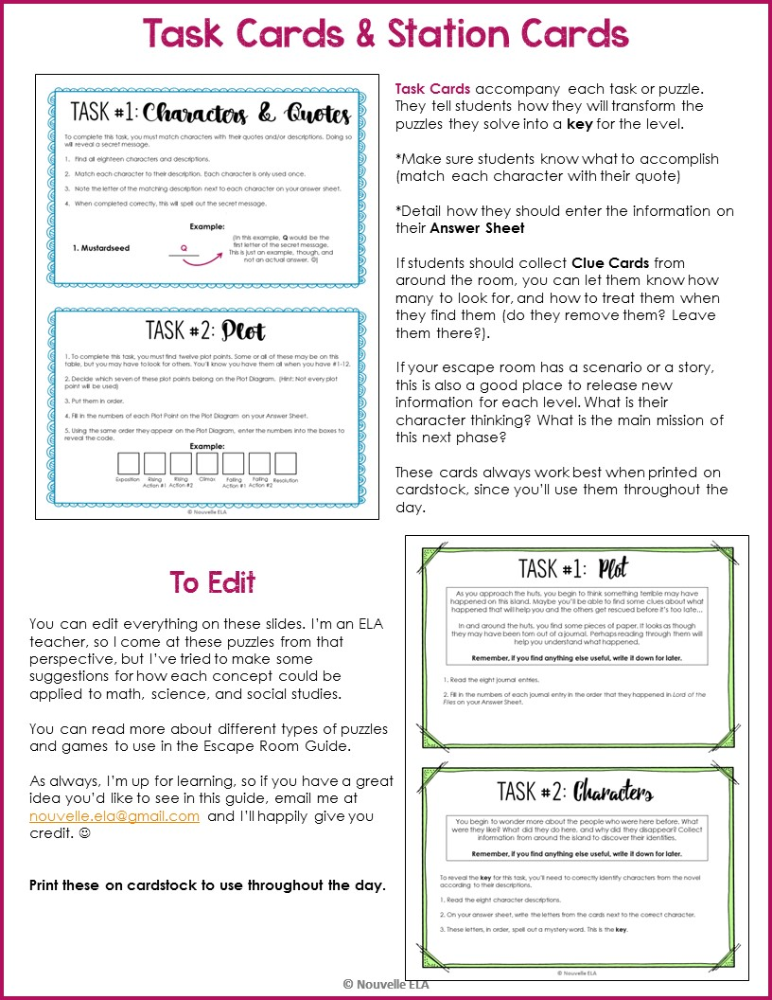 Task Cards & Station Cards
TASK #1: Characters & Quotes
To complete this task, you must match characters with their quotes and/or descriptions. Doing so
will reveal a secret message.
1. Find all eighteen characters and descriptions.
2. Match each character to their description. Each character is only used once.
3. Note the letter of the matching description next to each character on your answer sheet.
4. When completed correctly, this will spell out the secret message.
Example:
1. Mustardseed
Q
(In this example, Q would be the
first letter of the secret message.
This is just an example, though, and
not an actual answer. ☺)
TASK #2: Plot
1. To complete this task, you must find twelve plot points. Some or all of these may be on this
table, but you may have to look for others. You'll know you have them all when you have #1-12.
2. Decide which seven of these plot points belong on the Plot Diagram. (Hint: Not every plot
point will be used)
3. Put them in order.
4. Fill in the numbers of each Plot Point on the Plot Diagram on your Answer Sheet.
5. Using the same order they appear on the Plot Diagram, enter the numbers into the boxes to
reveal the code.
Example:
Exposition
Rising
Action #1
Rising
Action #2
Climax
Falling
Action #1
Falling
Action #2
Resolution
© Nouvelle ELA
Task Cards accompany each task or puzzle.
They tell students how they will transform the
puzzles they solve into a key for the level.
*Make sure students know what to accomplish
(match each character with their quote)
*Detail how they should enter the information on
their Answer Sheet
If students should collect Clue Cards from
around the room, you can let them know how
many to look for, and how to treat them when
they find them (do they remove them? Leave
them there?).
If your escape room has a scenario or a story,
this is also a good place to release new
information for each level. What is their
character thinking? What is the main mission of
this next phase?
These cards always work best when printed on
cardstock, since you'll use them throughout the
day.
To Edit
You can edit everything on these slides. I'm an ELA
teacher, so I come at these puzzles from that
perspective, but I've tried to make some
suggestions for how each concept could be
applied to math, science, and social studies.
You can read more about different types of puzzles
and games to use in the Escape Room Guide.
As always, I'm up for learning, so if you have a great
idea you'd like to see in this guide, email me at
nouvelle.ela@gmail.com and I'll happily give you
credit. ☺
Print these on cardstock to use throughout the day.
TASK #1: Plot
As you approach the huts, you begin to think something terrible may have
happened on this island. Maybe you'll be able to find some clues about what
happened that will help you and the others get rescued before it's too late...
In and around the huts, you find some pieces of paper. It looks as though
they may have been torn out of a journal. Perhaps reading through them will
help you understand what happened.
Remember, if you find anything else useful, write it down for later.
1. Read the eight journal entries.
2. Fill in the numbers of each journal entry in the order that they happened in Lord of the
Flies on your Answer Sheet.
TASK #2: Characters
You begin to wonder more about the people who were here before. What
were they like? What did they do here, and why did they disappear? Collect
information from around the island to discover their identities.
Remember, if you find anything else useful, write it down for later.
To reveal the key for this task, you'll need to correctly identify characters from the novel
according to their descriptions.
1. Read the eight character descriptions.
2. On your answer sheet, write the letters from the cards next to the correct character.
3. These letters, in order, spell out a mystery word. This is the key.
© Nouvelle ELA
© Nouvelle ELA